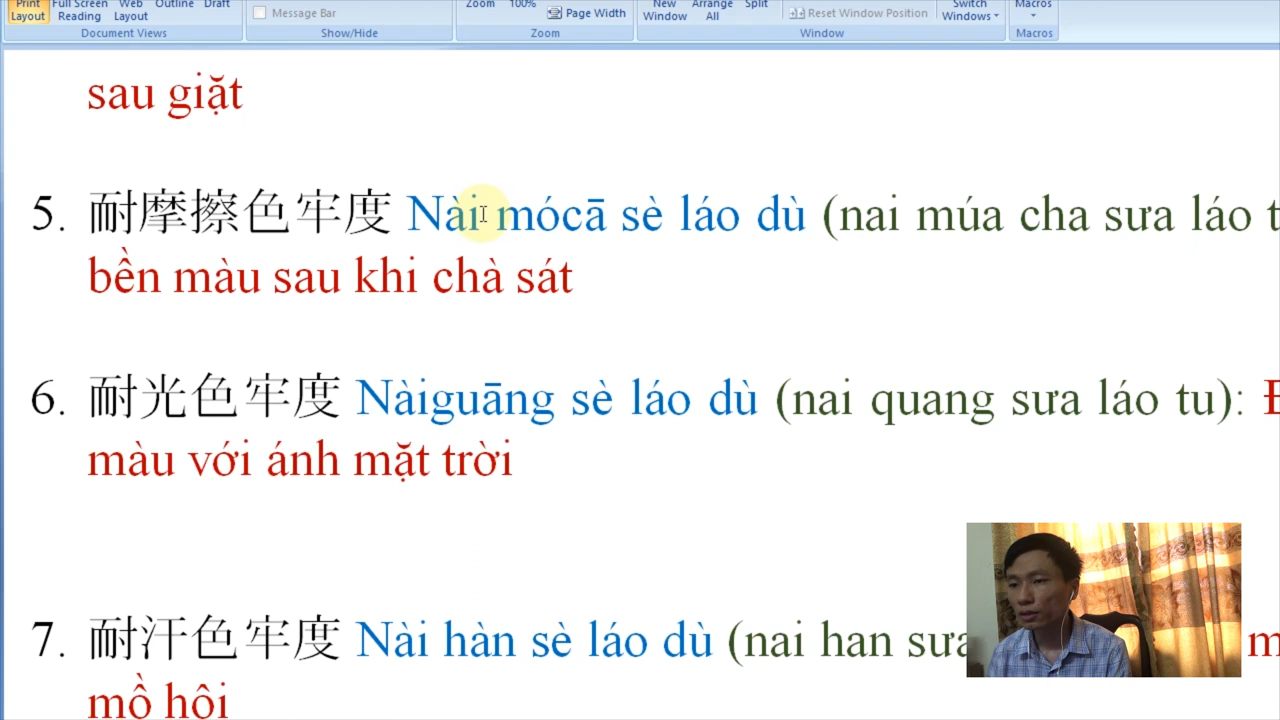 Print Full Screen Web Outline Draft
Layout Reading Layout
Message Bar
Zoom 100% Page Width
New Arrange Split
Window All
Reset Window Position
Switch
Windows
Macros
Document Views Show/Hide Zoom Window Macros
sau giặt
5. 耐摩擦色牢度 Nài mócā sè láo dù (nai múa cha sưa láo t
bền màu sau khi chà sát
6. 耐光色牢度 Nàiguāng sè láo dù (nai quang sưa láo tu): Đ
màu với ánh mặt trời
7. 耐汗色牢度 Nài hàn sè láo dù (nai han sưa m
mồ hôi